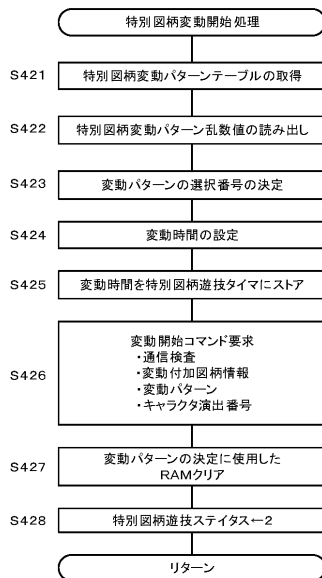 特別図柄変動開始処理
S421
特別図柄変動パターンテーブルの取得
S422
特別図柄変動パターン乱数値の読み出し
S423
変動パターンの選択番号の決定
S424
変動時間の設定
S425
変動時間を特別図柄遊技タイマにストア
S426
変動開始コマンド要求
・通信検査
・変動付加図柄情報
・変動パターン
・キャラクタ演出番号
S427
変動パターンの決定に使用した
RAMクリア
S428
特別図柄遊技ステイタス←2
リターン